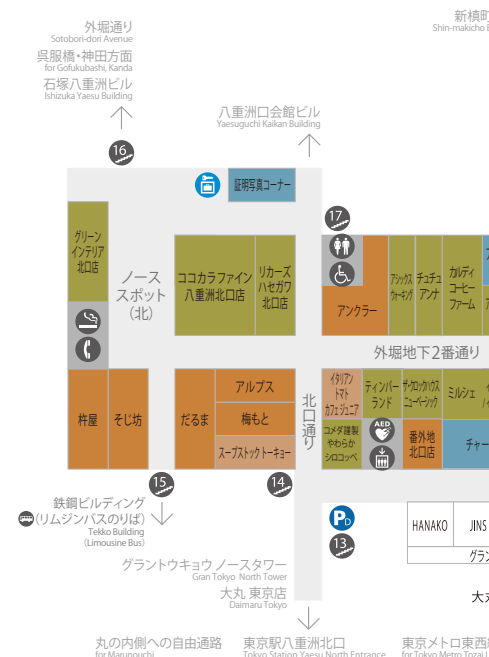 外堀通り
Sotobori-dori Avenue
呉服橋・神田方面
for Gofukubashi, Kanda
石塚八重洲ビル
Ishizuka Yaesu Building
新槇町
Shin-makicho B
八重洲口会館ビル
Yaesuguchi Kaikan Building
16
証明写真コーナー
17
グリーン
インテリア
北口店
ノース
スポット
(北)
ココカラファイン
八重洲北口店
リカーズ
ハセガワ
北口店
アンクラー
アシックス
ウォーキング
チュチュ
アンナ
カルディ
コーヒー
ファーム
外堀地下2番通り
杵屋
そじ坊
だるま
アルプス
梅もと
スープストックトーキョー
北口通り
イタリアン
トマト
カフェジュニア
コメダ謹製
やわらか
シロコッペ
ティンバー
ランド
AED
ザ・クロックハウス
ニューベーシック
番外地
北口店
ミルシェ
チャー
15
14
鉄鋼ビルディング
(リムジンバスのりば)
Tekko Building
(Limousine Bus)
PD
13
HANAKO
JINS
グラン
グラントウキョウ ノースタワー
Gran Tokyo North Tower
大丸 東京店
Daimaru Tokyo
大丸
丸の内側への自由通路
for Marunouchi
東京駅八重洲北口
Tokyo Station Yaesu North Entrance
東京メトロ東西線
for Tokyo Metro Tozai L